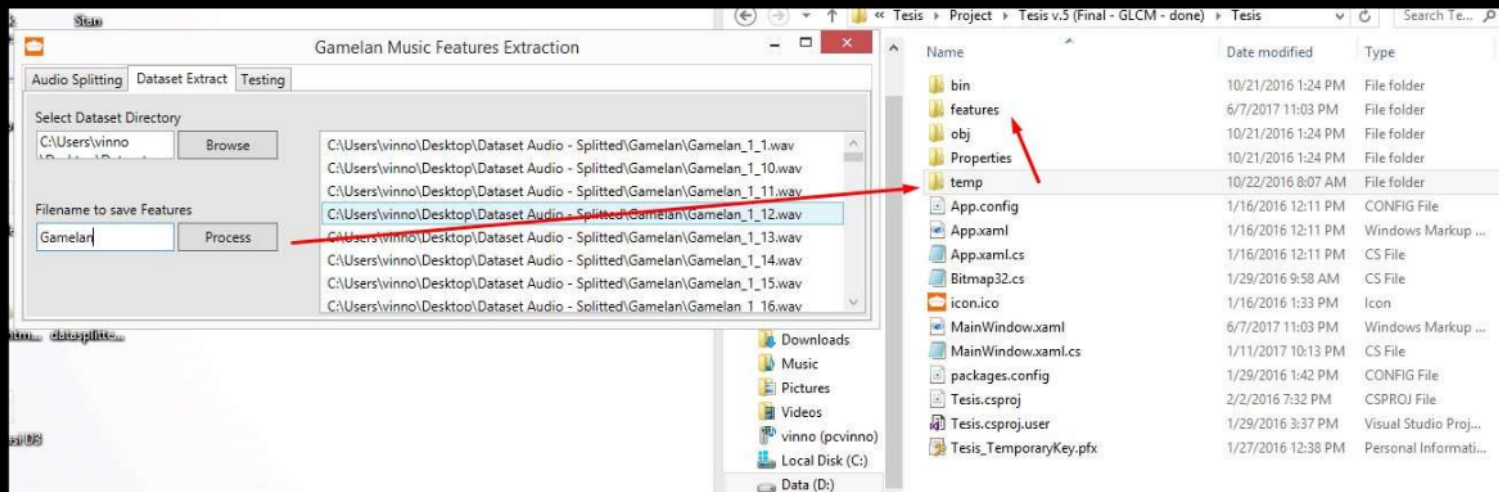 Stan
Gamelan Music Features Extraction
Audio Splitting Dataset Extract Testing
Select Dataset Directory
C:\Users\vinno
Browse
Filename to save Features
Gamelan
Process
C:\Users\vinno\Desktop\Dataset Audio - Splitted\Gamelan\Gamelan_1_1.wav
C:\Users\vinno\Desktop\Dataset Audio - Splitted\Gamelan\Gamelan_1_10.wav
C:\Users\vinno\Desktop\Dataset Audio - Splitted\Gamelan\Gamelan_1_11.wav
C:\Users\vinno\Desktop\Dataset Audio - Splitted\Gamelan\Gamelan_1_12.wav
C:\Users\vinno\Desktop\Dataset Audio - Splitted\Gamelan\Gamelan_1_13.wav
C:\Users\vinno\Desktop\Dataset Audio - Splitted\Gamelan\Gamelan_1_14.wav
C:\Users\vinno\Desktop\Dataset Audio - Splitted\Gamelan\Gamelan_1_15.wav
C:\Users\vinno\Desktop\Dataset Audio - Splitted\Gamelan\Gamelan_1_16.wav
datasplitte...
« Tesis Project Tesis v.5 (Final - GLCM - done) Tesis Search Te...
Name Date modified Type
bin 10/21/2016 1:24 PM File folder
features 6/7/2017 11:03 PM File folder
obj 10/21/2016 1:24 PM File folder
Properties 10/21/2016 1:24 PM File folder
temp 10/22/2016 8:07 AM File folder
App.config 1/16/2016 12:11 PM CONFIG File
App.xaml 1/16/2016 12:11 PM Windows Markup ...
App.xaml.cs 1/16/2016 12:11 PM CS File
Bitmap32.cs 1/29/2016 9:58 AM CS File
icon.ico 1/16/2016 1:33 PM Icon
MainWindow.xaml 6/7/2017 11:03 PM Windows Markup ...
MainWindow.xaml.cs 1/11/2017 10:13 PM CS File
packages.config 1/29/2016 1:42 PM CONFIG File
Tesis.csproj 2/2/2016 7:32 PM CSPROJ File
Tesis.csproj.user 1/29/2016 3:37 PM Visual Studio Proj...
Tesis_TemporaryKey.pfx 1/27/2016 12:38 PM Personal Informati...
Downloads
Music
Pictures
Videos
vinno (pcvinno)
Local Disk (C:)
Data (D:)